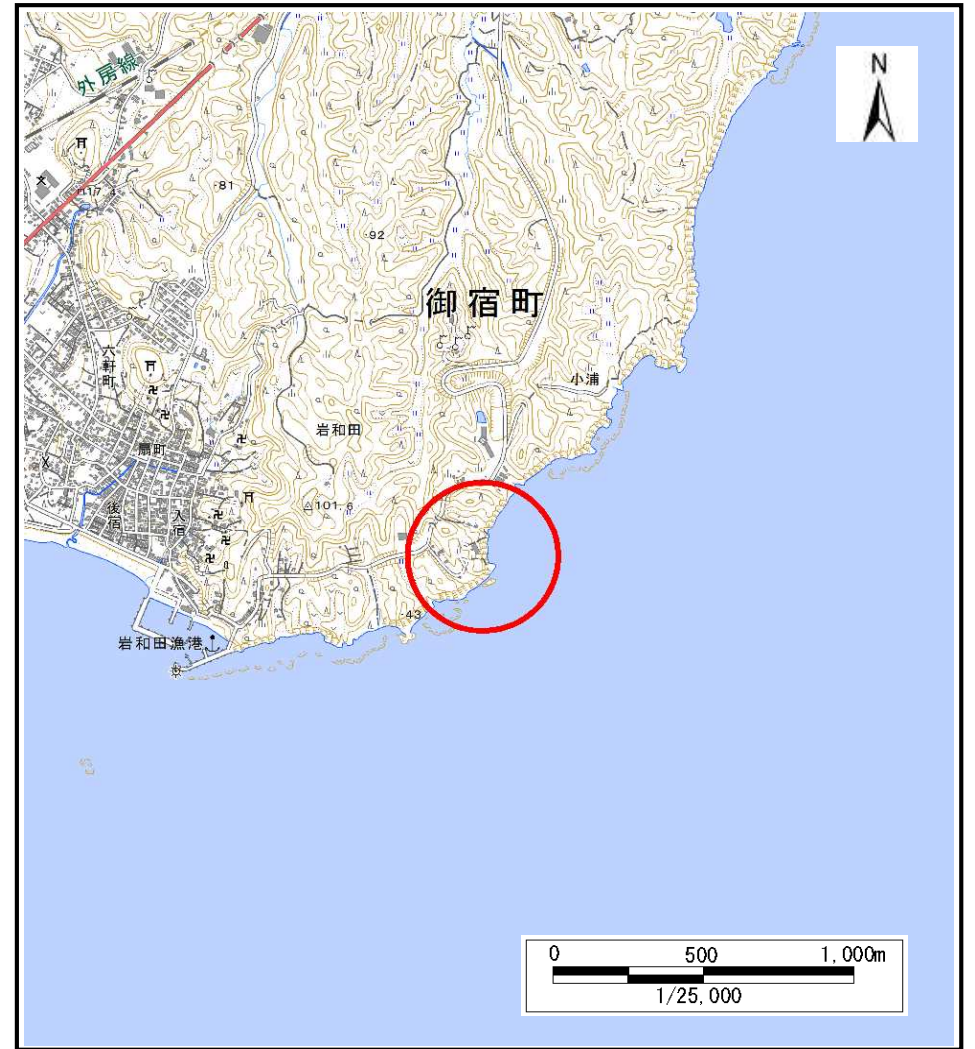 外房線
N
81
92
御宿町
六軒町
小浦
岩和田
扇町
101.6
後宿
入宿
43
岩和田漁港
0 500 1,000m
1/25,000